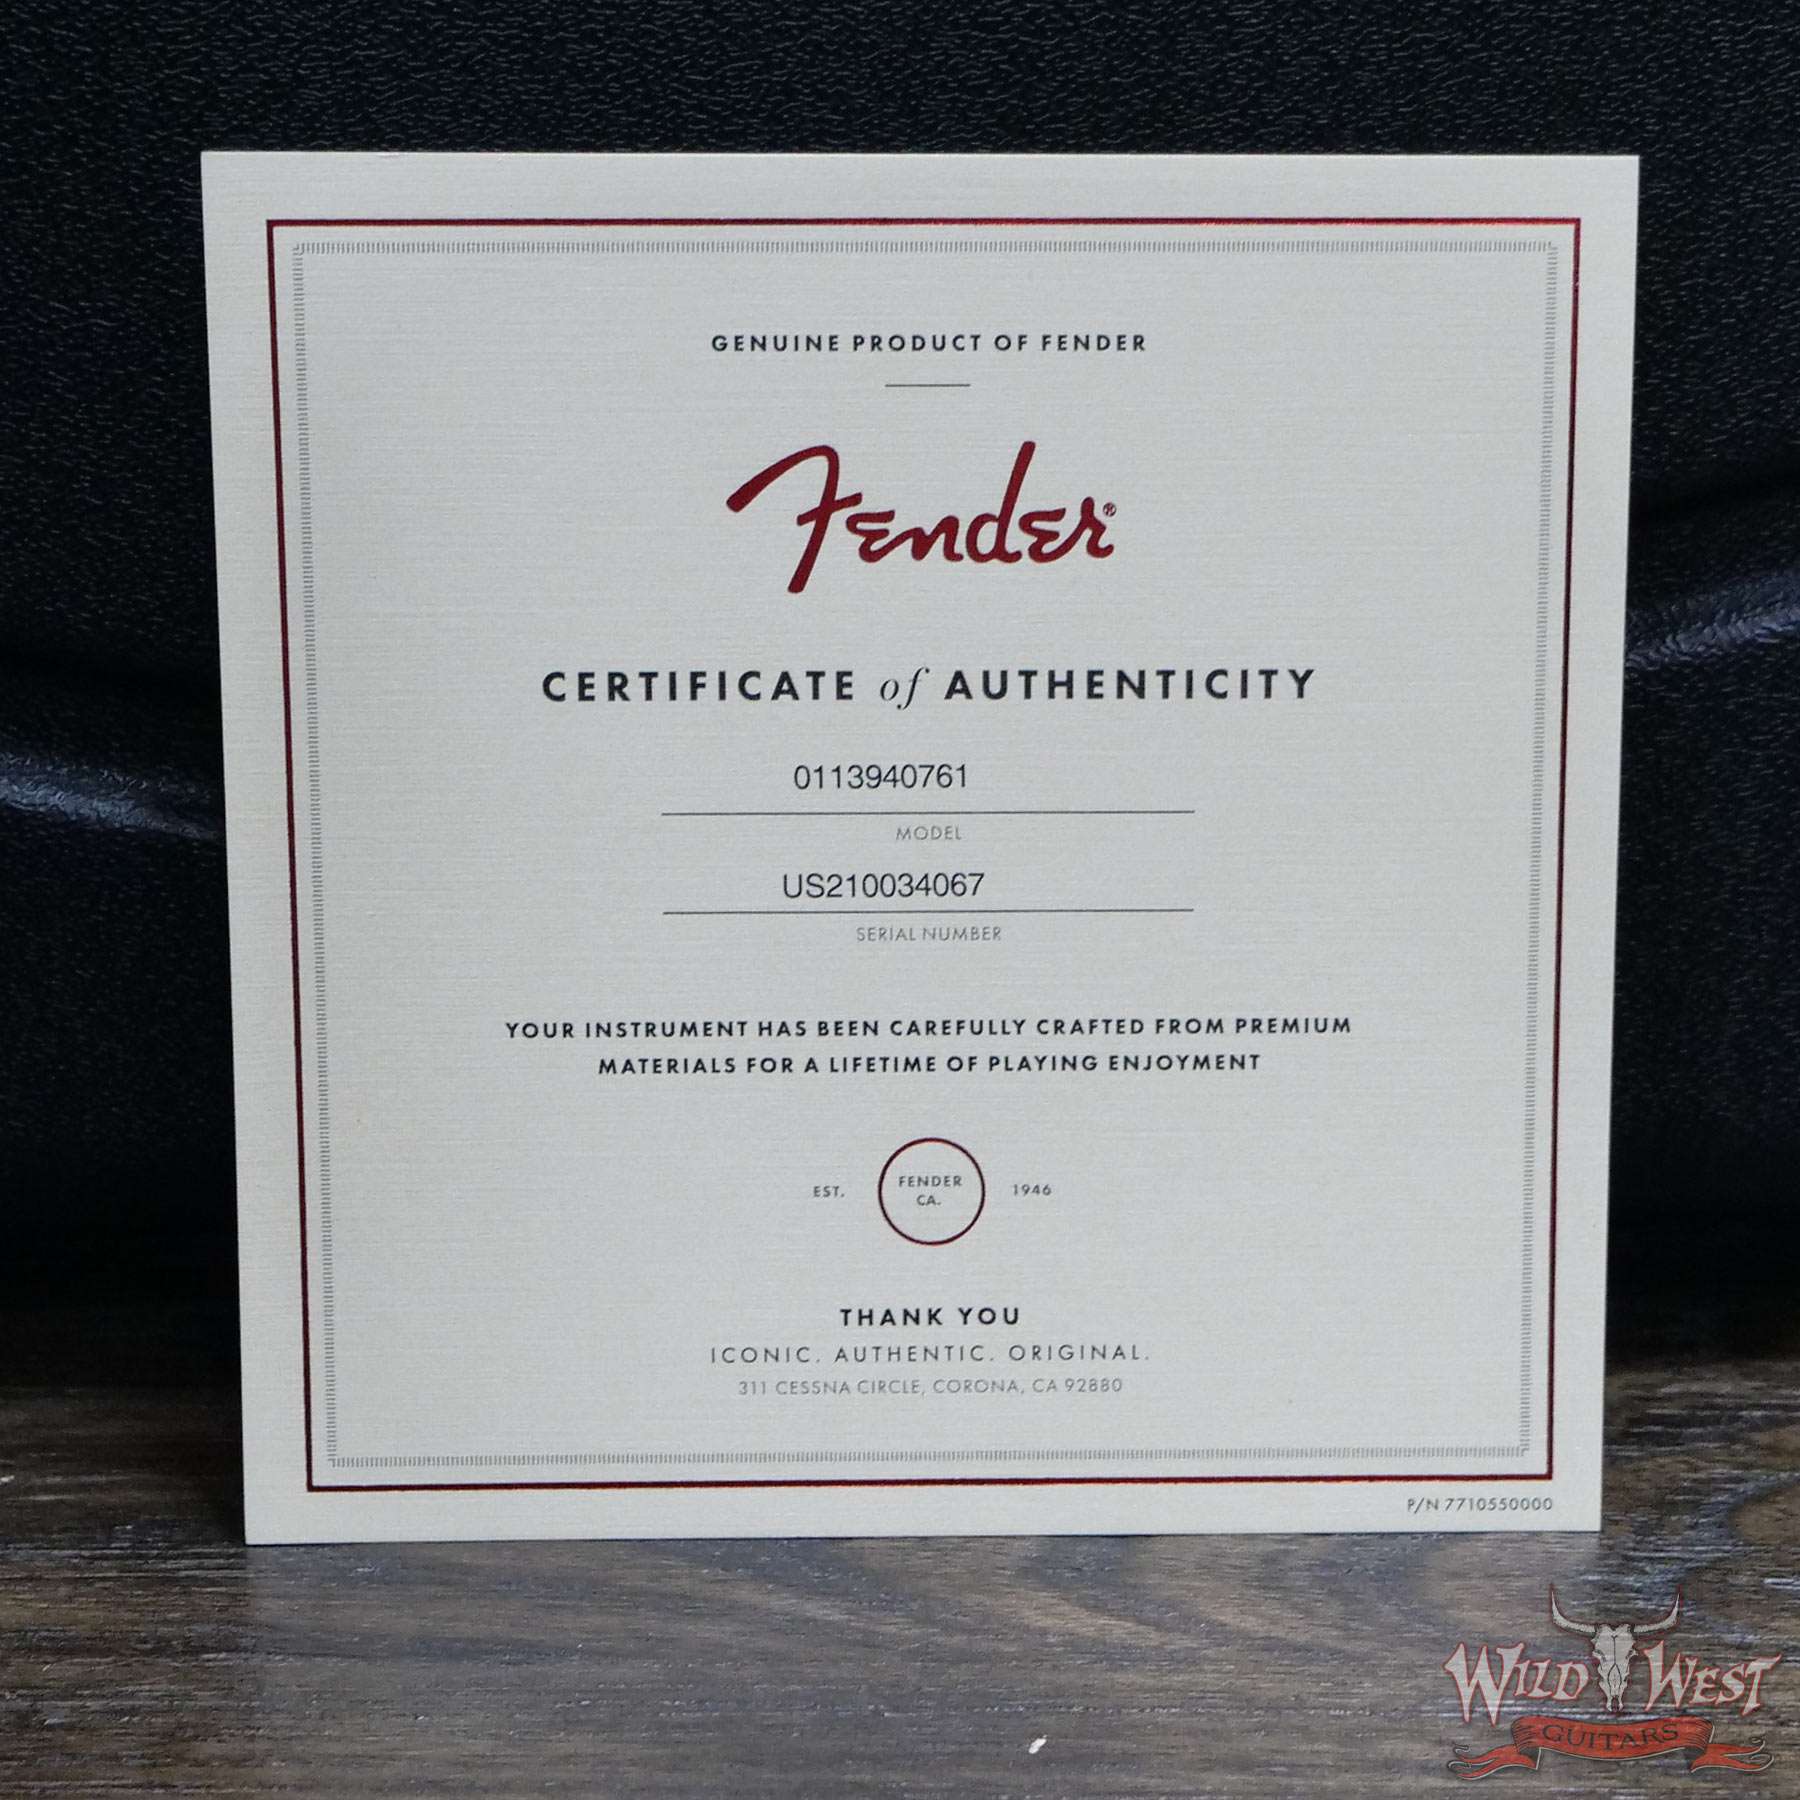 GENUINE PRODUCT OF FENDER
Fender®
CERTIFICATE of AUTHENTICITY
0113940761
MODEL
US210034067
SERIAL NUMBER
YOUR INSTRUMENT HAS BEEN CAREFULLY CRAFTED FROM PREMIUM
MATERIALS FOR A LIFETIME OF PLAYING ENJOYMENT
EST. FENDER CA. 1946
THANK YOU
ICONIC. AUTHENTIC. ORIGINAL.
311 CESSNA CIRCLE, CORONA, CA 92880
P/N 7710550000
WILD WEST
GUITARS